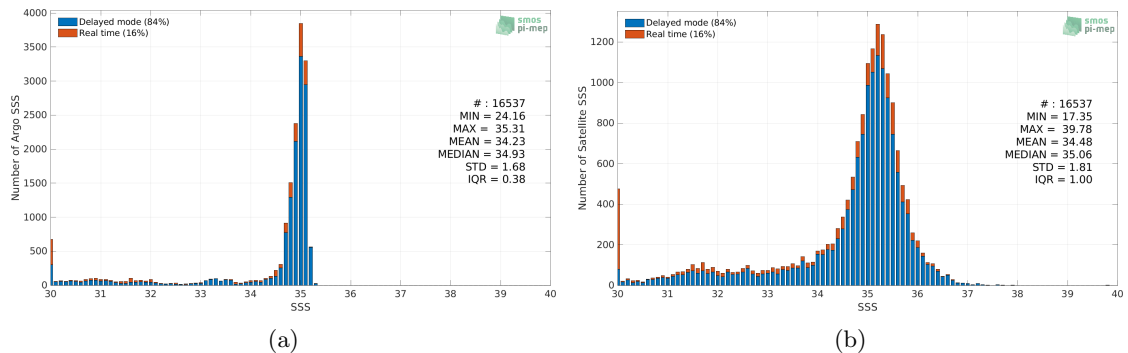 Delayed mode (84%)
Real time (16%)
smos
pi-mep
4000
3500
3000
2500
2000
1500
1000
500
0
Number of Argo SSS
# : 16537
MIN = 24.16
MAX = 35.31
MEAN = 34.23
MEDIAN = 34.93
STD = 1.68
IQR = 0.38
30 31 32 33 34 35 36 37 38 39 40
SSS
(a)
Delayed mode (84%)
Real time (16%)
smos
pi-mep
1200
1000
800
600
400
200
0
Number of Satellite SSS
# : 16537
MIN = 17.35
MAX = 39.78
MEAN = 34.48
MEDIAN = 35.06
STD = 1.81
IQR = 1.00
30 31 32 33 34 35 36 37 38 39 40
SSS
(b)